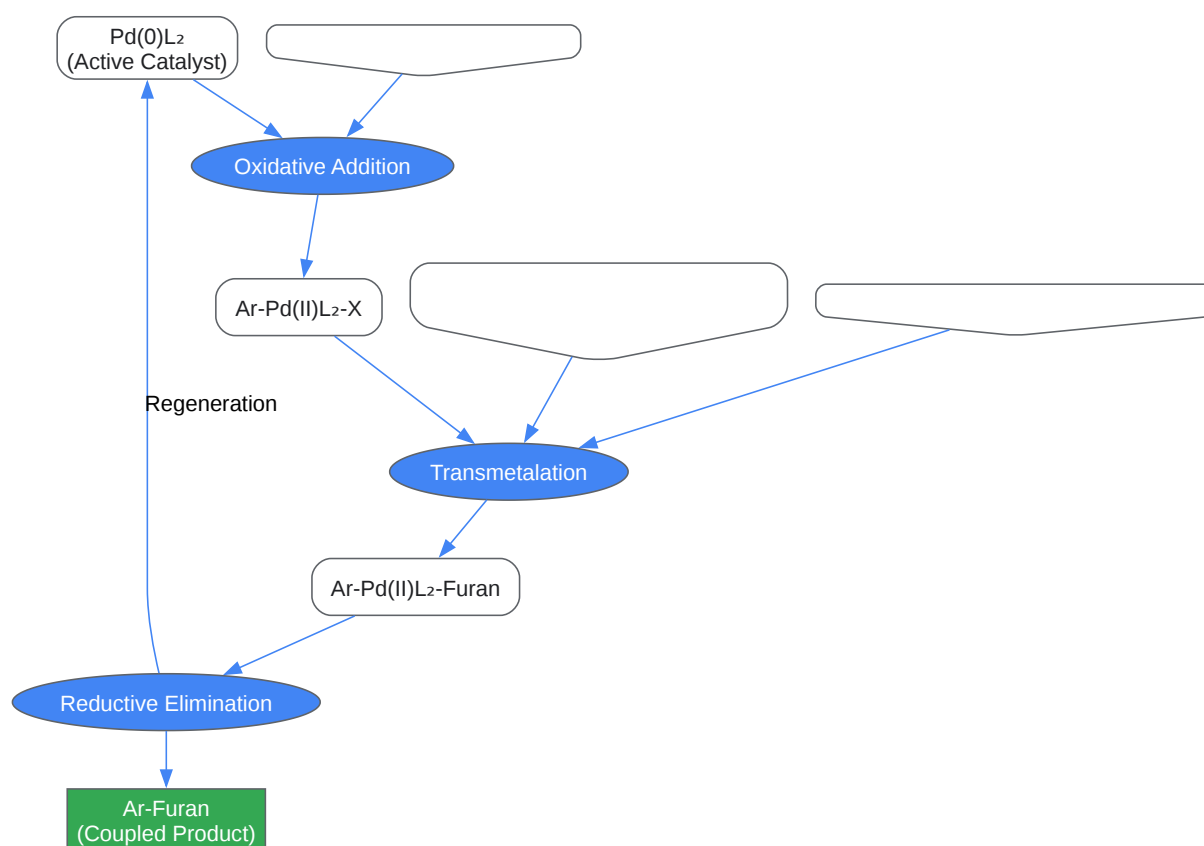 Pd(0)L₂
(Active Catalyst)
Oxidative Addition
Ar-Pd(II)L₂-X
Regeneration
Transmetalation
Ar-Pd(II)L₂-Furan
Reductive Elimination
Ar-Furan
(Coupled Product)